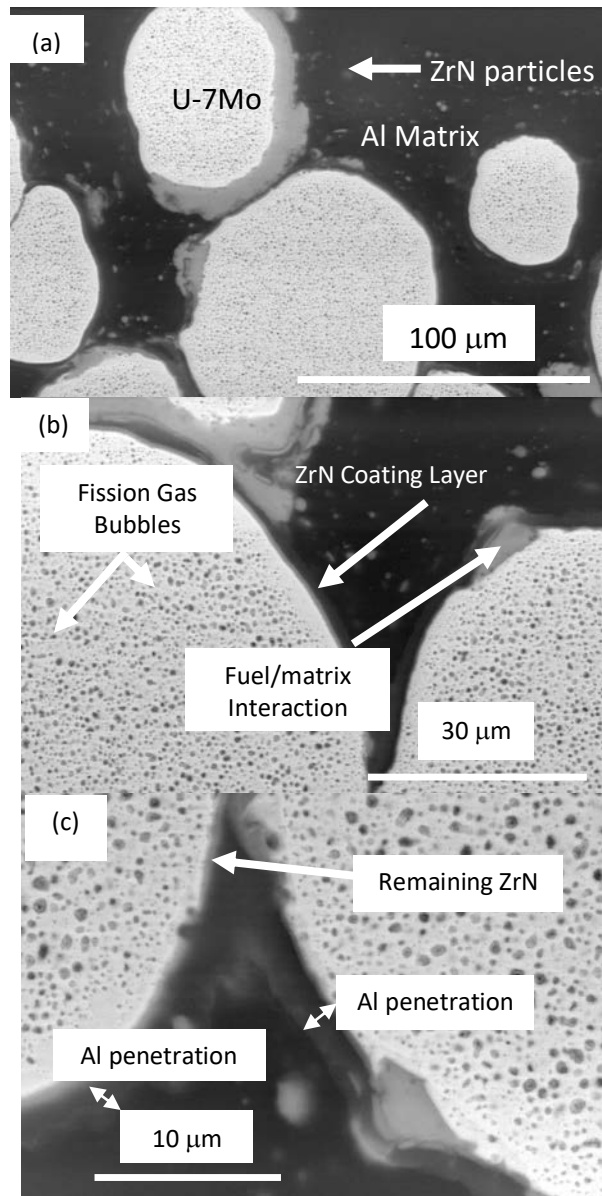 (a)
ZrN particles
U-7Mo
Al Matrix
100 μm
(b)
ZrN Coating Layer
Fission Gas
Bubbles
Fuel/matrix
Interaction
30 μm
(c)
Remaining ZrN
Al penetration
Al penetration
10 μm